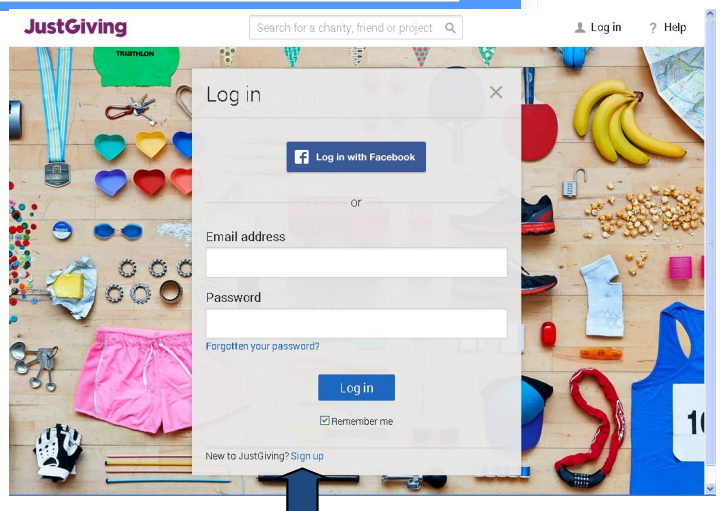 JustGiving
Search for a charity, friend or project
Log in
? Help
TRIATHLON
Log in
Log in with Facebook
or
Email address
Password
Forgotten your password?
Log in
Remember me
New to JustGiving? Sign up